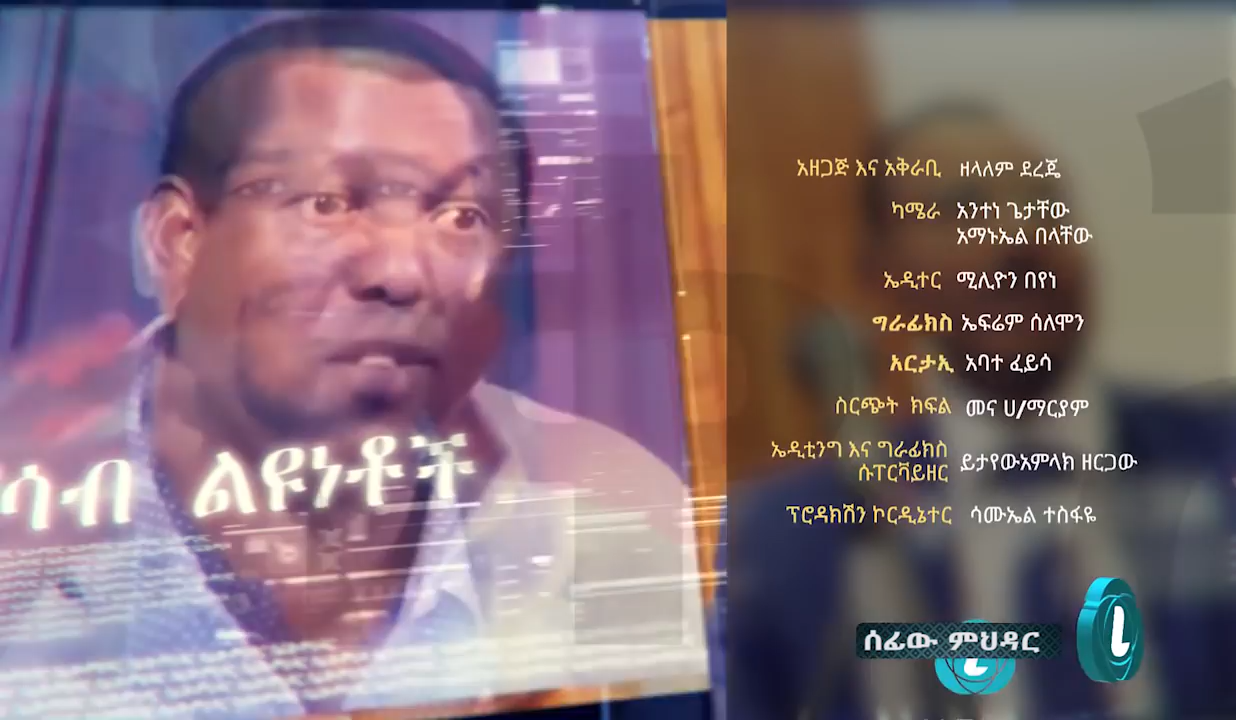 ሳብ ልዩነቶች
አዘጋጅ እና አቅራቢ ዘላለም ደረጄ
ካሜራ አንተነ ጌታቸው
አማኑኤል በላቸው
ኤዲተር ሚሊዮን በየነ
ግራፊክስ ኤፍሬም ሰለሞን
አርታኢ አባተ ፈይሳ
ስርጭት ክፍል መና ሀ/ማርያም
ኤዲቲንግ እና ግራፊክስ
ሱፐርቫይዘር ይታየውአምላክ ዘርጋው
ፕሮዳክሽን ኮርዲኔተር ሳሙኤል ተስፋዬ
ሰፊው ምህዳር